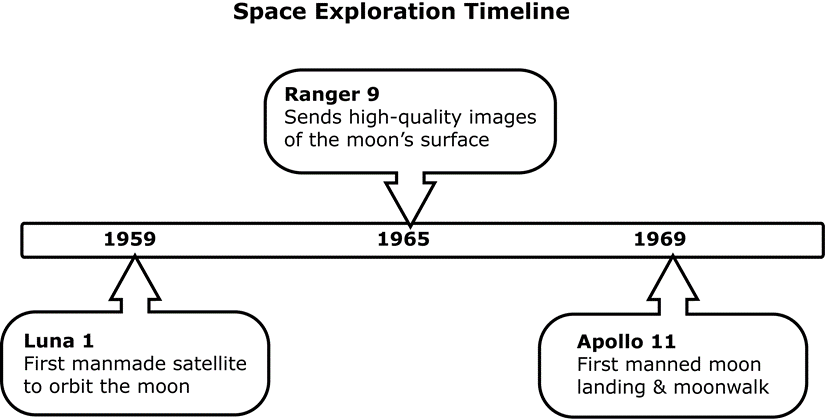 Space Exploration Timeline
Ranger 9
Sends high-quality images
of the moon’s surface
1959
1965
1969
Luna 1
First manmade satellite
to orbit the moon
Apollo 11
First manned moon
landing & moonwalk